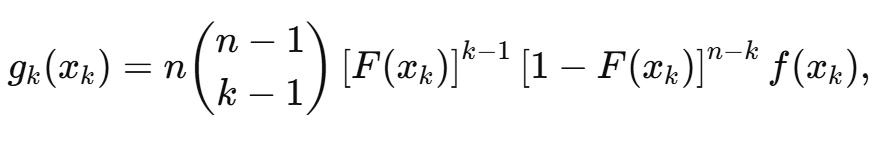 $g_k(x_k) = n \binom{n-1}{k-1} [F(x_k)]^{k-1} [1 - F(x_k)]^{n-k} f(x_k),$